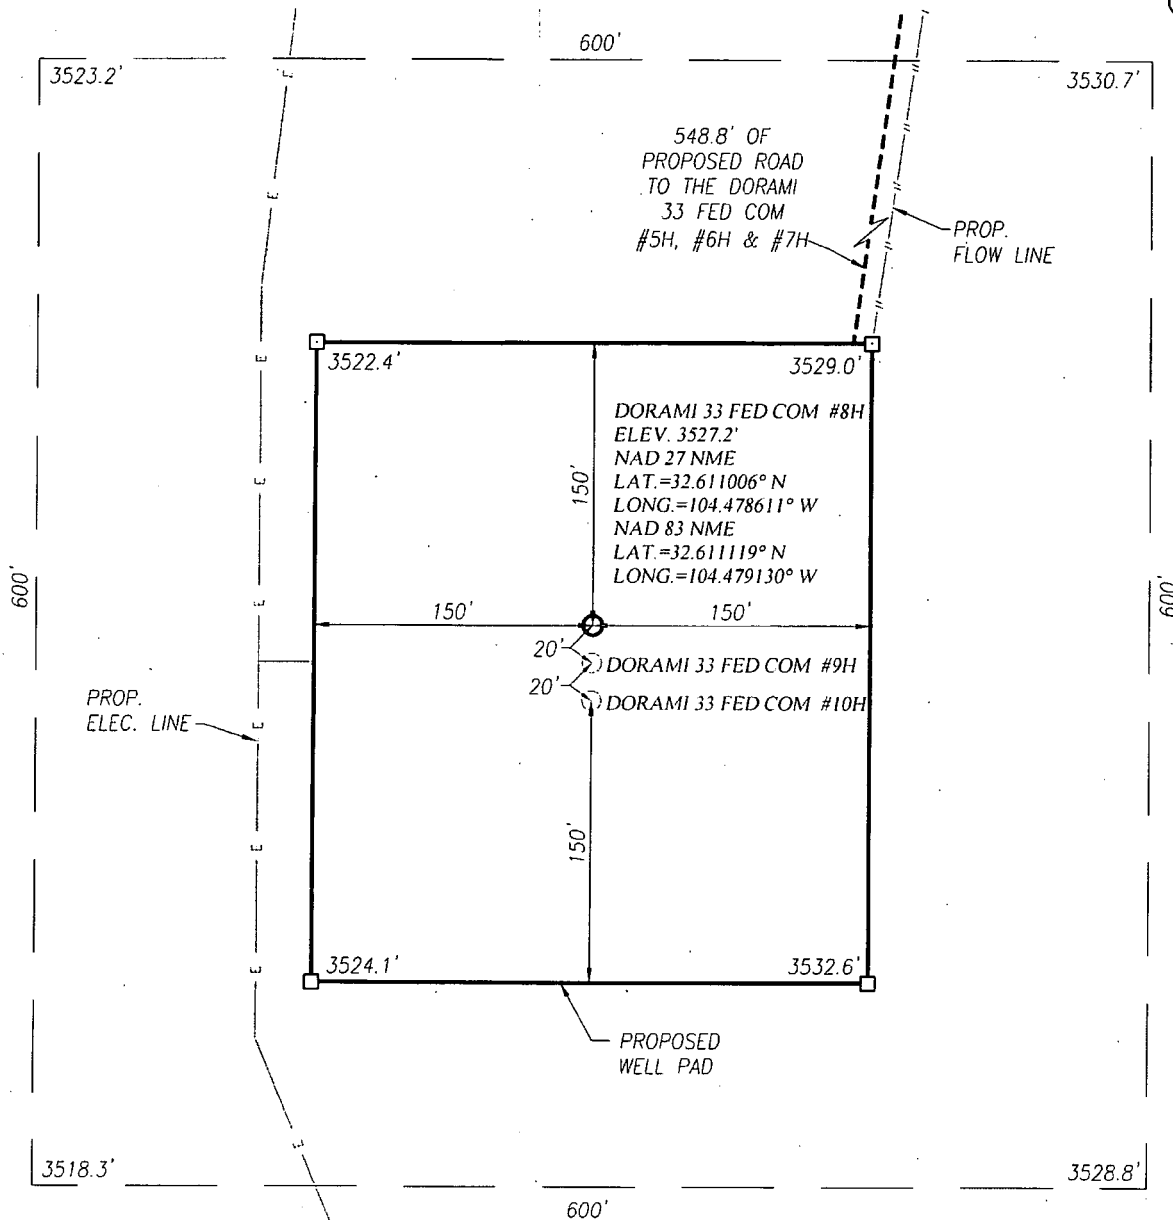 600'
3523.2'
3530.7'
548.8' OF
PROPOSED ROAD
TO THE DORAMI
33 FED COM
#5H, #6H & #7H
PROP.
FLOW LINE
3522.4'
3529.0'
DORAMI 33 FED COM #8H
ELEV. 3527.2'
NAD 27 NME
LAT.=32.611006° N
LONG.=104.478611° W
NAD 83 NME
LAT.=32.611119° N
LONG.=104.479130° W
150'
600'
600'
150'
150'
20'
DORAMI 33 FED COM #9H
20'
DORAMI 33 FED COM #10H
PROP.
ELEC. LINE
E
E
E
E
E
E
E
E
E
E
150'
3524.1'
3532.6'
PROPOSED
WELL PAD
3518.3'
3528.8'
600'